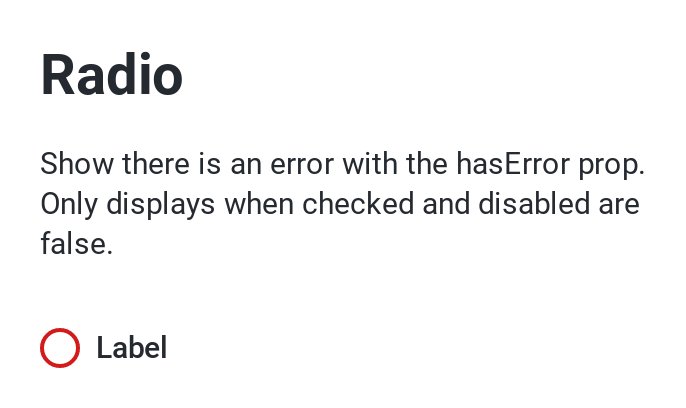 Radio
Show there is an error with the hasError prop.
Only displays when checked and disabled are
false.
Label